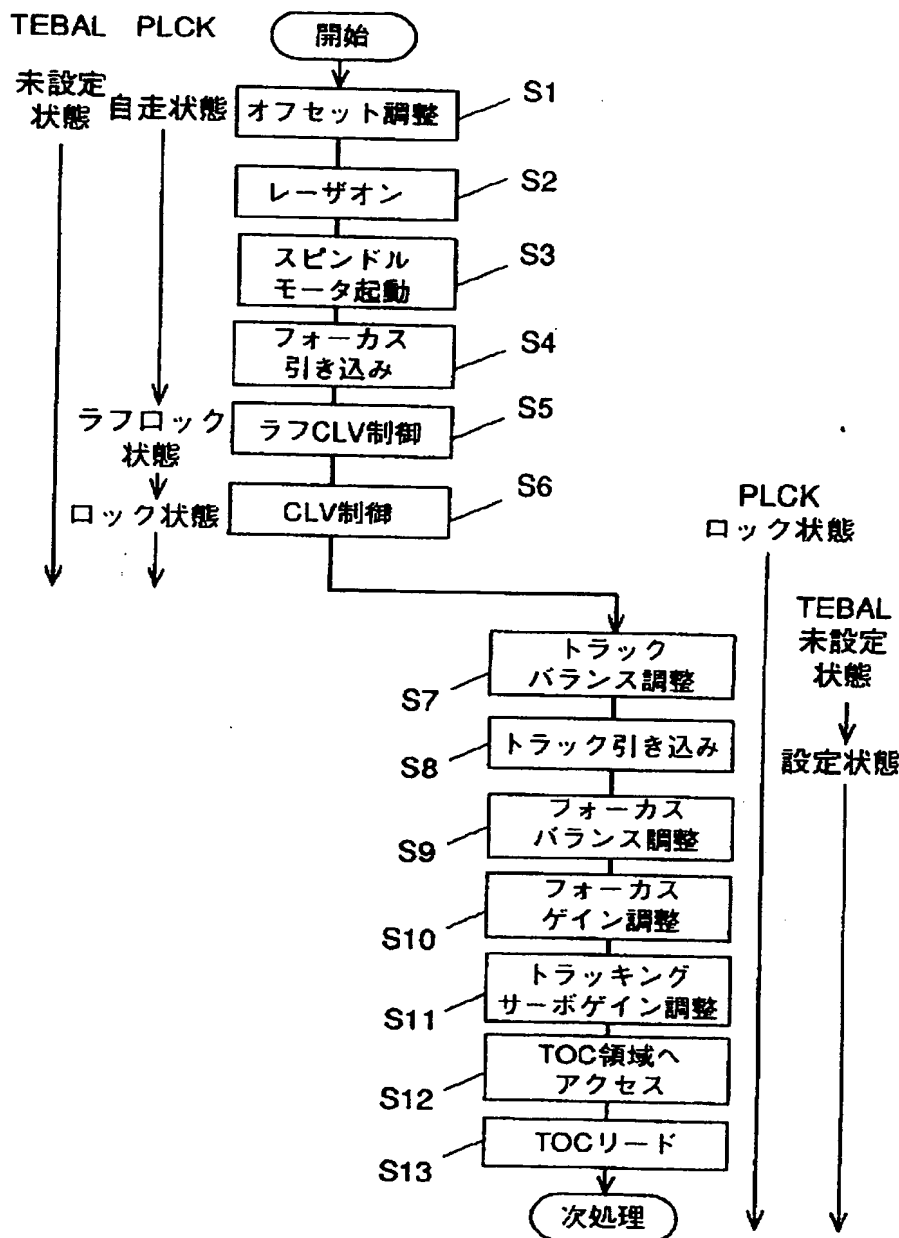 TEBAL PLCK
開始
未設定
状態
自走状態
オフセット調整
S1
レーザオン
S2
スピンドル
モータ起動
S3
フォーカス
引き込み
S4
ラフロック
状態
ラフCLV制御
S5
ロック状態
CLV制御
S6
PLCK
ロック状態
TEBAL
未設定
状態
設定状態
トラック
バランス調整
S7
トラック引き込み
S8
フォーカス
バランス調整
S9
フォーカス
ゲイン調整
S10
トラッキング
サーボゲイン調整
S11
TOC領域へ
アクセス
S12
TOCリード
S13
次処理